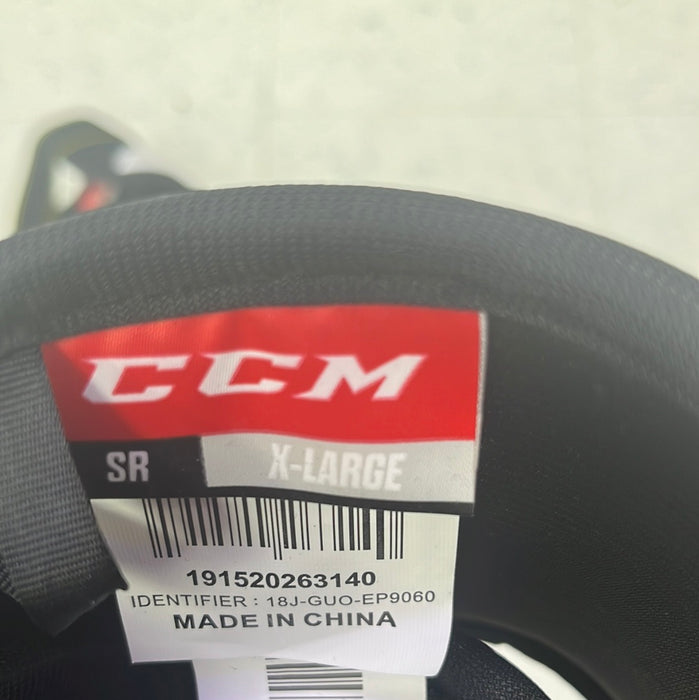 CCM
SR X-LARGE
191520263140
IDENTIFIER : 18J-GUO-EP9060
MADE IN CHINA